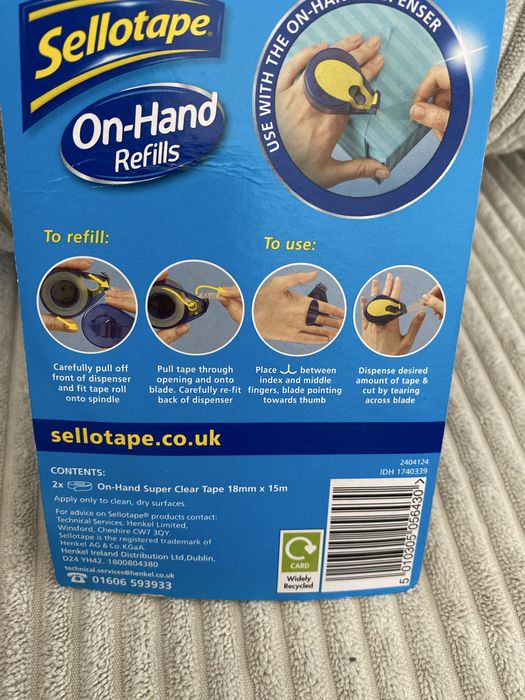 Sellotape®
On-Hand
Refills
USE WITH THE ON-HAND DISPENSER
To refill:
To use:
Carefully pull off
front of dispenser
and fit tape roll
onto spindle
Pull tape through
opening and onto
blade. Carefully re-fit
back of dispenser
Place between
index and middle
fingers, blade pointing
towards thumb
Dispense desired
amount of tape &
cut by tearing
across blade
sellotape.co.uk
2404124
IDH 1740339
CONTENTS:
2x On-Hand Super Clear Tape 18mm x 15m
Apply only to clean, dry surfaces.
For advice on Sellotape® products contact:
Technical Services, Henkel Limited,
Winsford, Cheshire CW7 3QY
Sellotape is the registered trademark of
Henkel AG & Co.KGaA.
Henkel Ireland Distribution Ltd,Dublin,
D24 YH42. 1800804380
technical.services@henkel.co.uk
01606 593933
CARD
Widely
Recycled
5 010305 056430 >